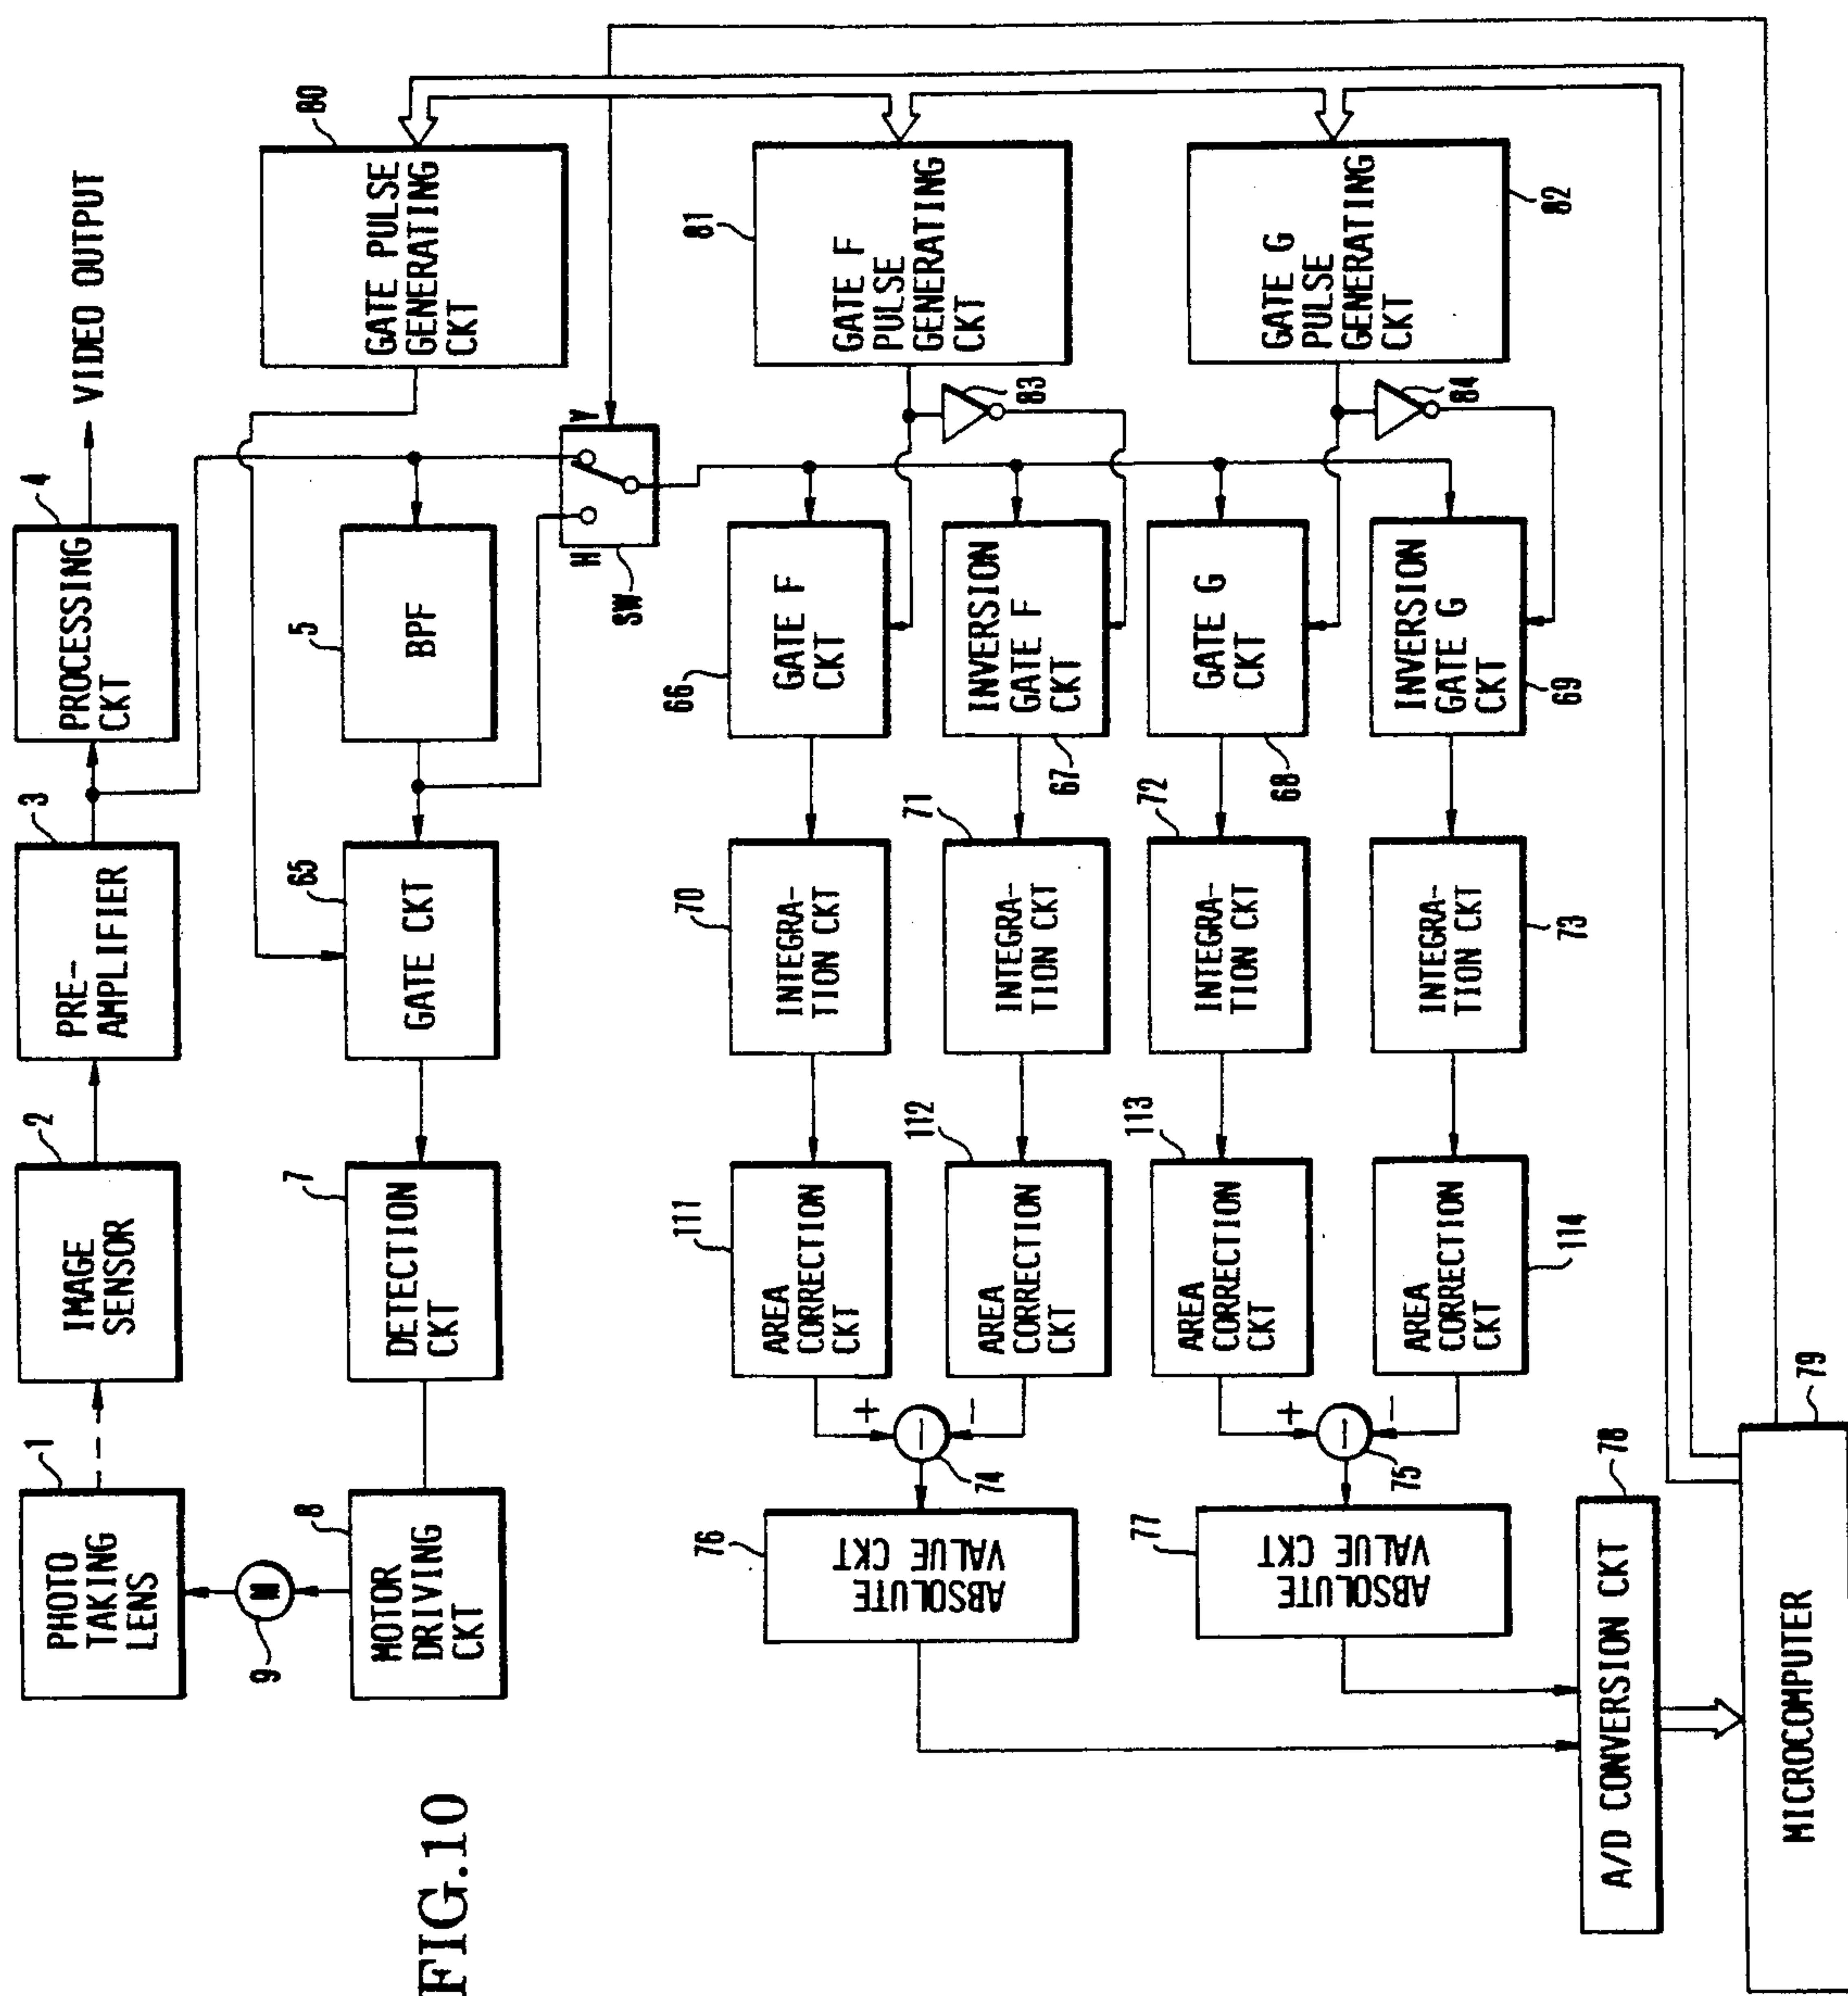 FIG.10
1
PHOTO
TAKING
LENS
2
IMAGE
SENSOR
3
PRE-
AMPLIFIER
4
PROCESSING
CKT
VIDEO OUTPUT
9
M
8
MOTOR
DRIVING
CKT
7
DETECTION
CKT
65
GATE CKT
5
BPF
80
GATE PULSE
GENERATING
CKT
H
Y
SW
66
GATE F
CKT
70
INTEGRA-
TION CKT
111
AREA
CORRECTION
CKT
81
GATE F
PULSE
GENERATING
CKT
83
INVERSION
GATE F
CKT
67
71
INTEGRA-
TION CKT
112
AREA
CORRECTION
CKT
+
-
74
76
ABSOLUTE
VALUE CKT
GATE G
CKT
68
72
INTEGRA-
TION CKT
113
AREA
CORRECTION
CKT
82
GATE G
PULSE
GENERATING
CKT
84
INVERSION
GATE G
CKT
69
INTEGRA-
TION CKT
73
AREA
CORRECTION
CKT
114
+
-
75
77
ABSOLUTE
VALUE CKT
78
A/D CONVERSION CKT
79
MICROCOMPUTER